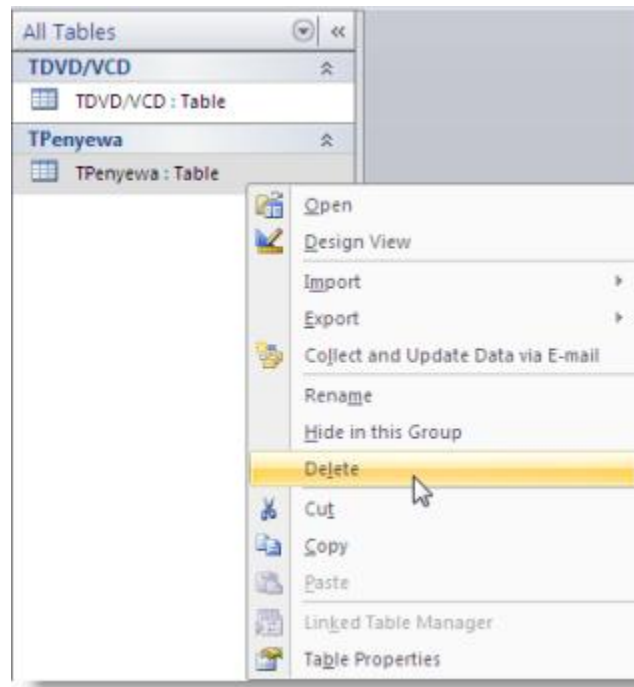 All Tables
TDVD/VCD
TDVD/VCD : Table
TPenyewa
TPenyewa : Table
Open
Design View
Import
Export
Collect and Update Data via E-mail
Rename
Hide in this Group
Delete
Cut
Copy
Paste
Linked Table Manager
Table Properties